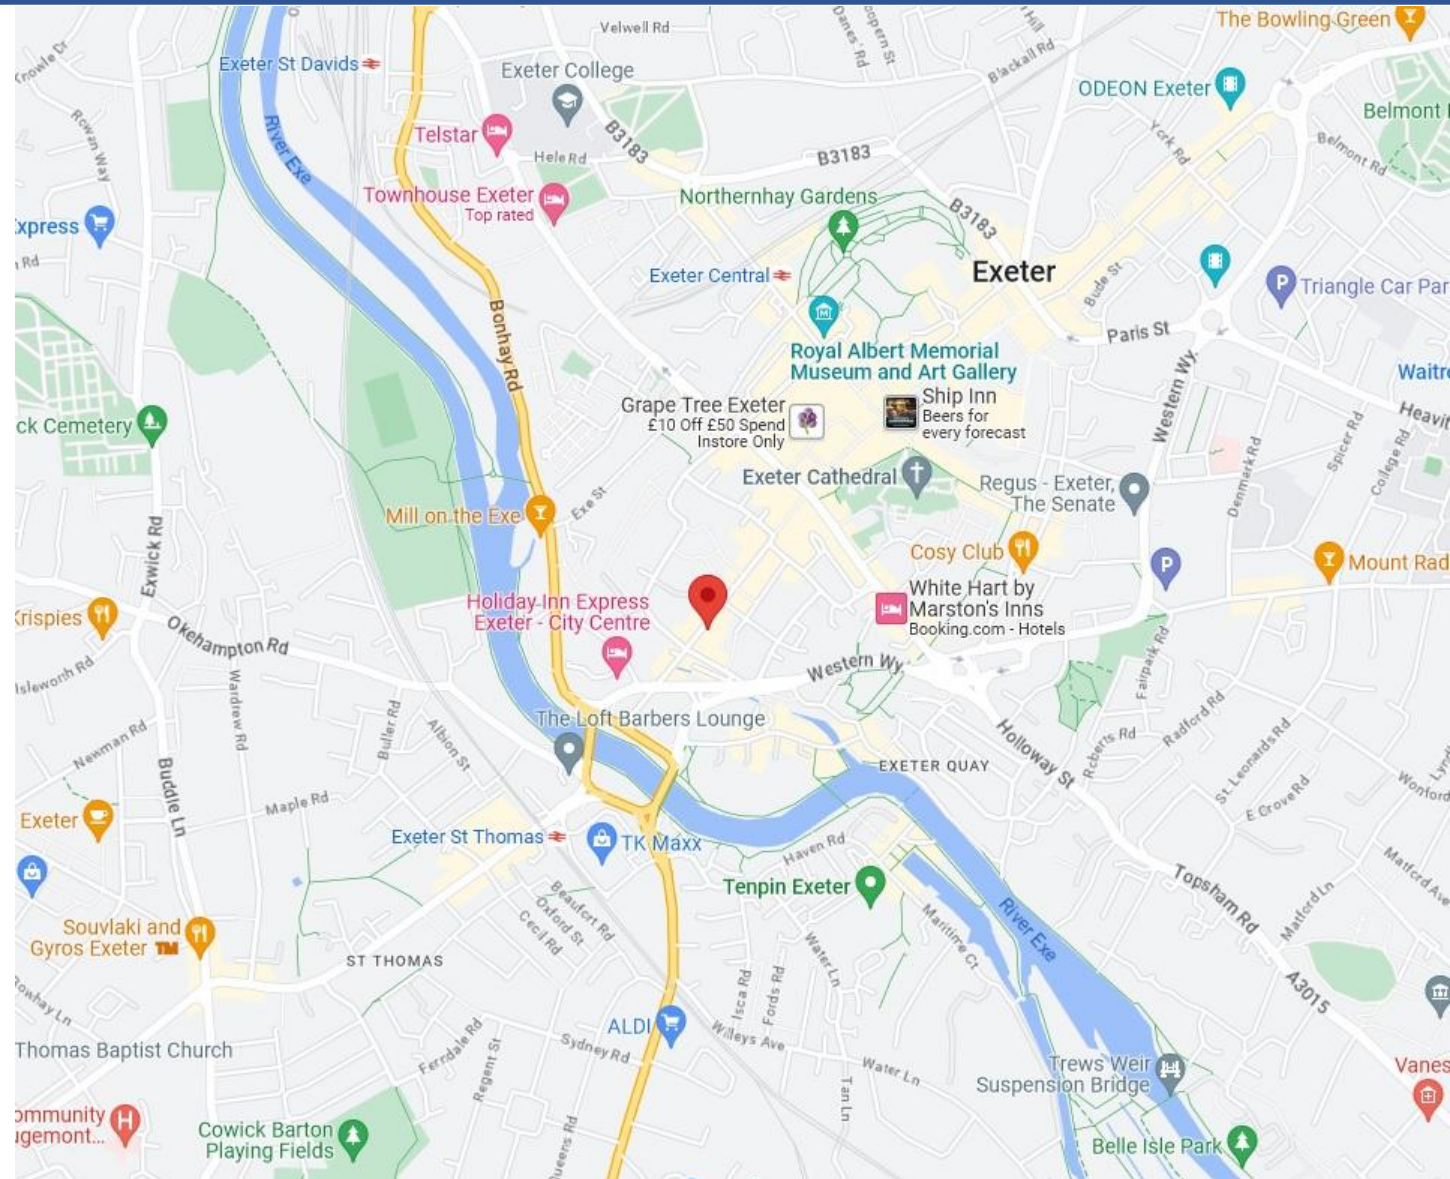 Velwell Rd
The Bowling Green
Exeter St Davids
Exeter College
Blackall Rd
ODEON Exeter
Danes' Rd
Rowan Way
River Exe
Telstar
B3183
Hele Rd
B3183
York Rd
Belmont Rd
Townhouse Exeter
Top rated
Northernhay Gardens
B3183
Exeter Central
Exeter
Bude St
Triangle Car Par
Bonhay Rd
Paris St
Royal Albert Memorial
Museum and Art Gallery
Western Wy.
Grape Tree Exeter
£10 Off £50 Spend
Instore Only
Ship Inn
Beers for
every forecast
Spicer Rd
College Rd
Denmark Rd
Exeter Cathedral
Regus - Exeter,
The Senate
Mill on the Exe
Exe St
Exwick Rd
Cosy Club
Mount Rad
Holiday Inn Express
Exeter - City Centre
White Hart by
Marston's Inns
Booking.com - Hotels
Okehampton Rd
Isleworth Rd
Wardrew Rd
Western Wy.
Fairpark Rd
Newman Rd
Buller Rd
Albion St
The Loft Barbers Lounge
Radford Rd
Roberts Rd
Holloway St
St. Leonards Rd
EXETER QUAY
Buddle Ln
Maple Rd
E Grove Rd
Wonford
Exeter
Exeter St Thomas
TK Maxx
Haven Rd
Tenpin Exeter
Topsham Rd
Matford Ln
Matford Ave
Beaufort Rd
Oxford St
Cecil Rd
Souvlaki and
Gyros Exeter TM
Maritime Ct
River Exe
ST THOMAS
Water Ln
Isca Rd
Fords Rd
A3015
ALDI
Willeys Ave
Ferndale Rd
Regent St
Sydney Rd
Thomas Baptist Church
Water Ln
Tan Ln
Trews Weir
Suspension Bridge
Cowick Barton
Playing Fields
Belle Isle Park